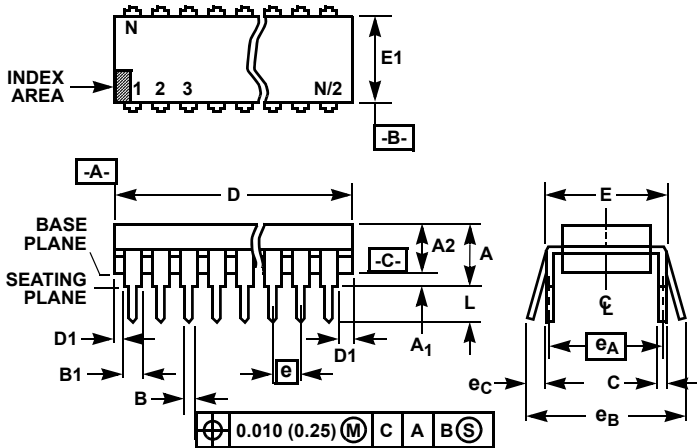 N
E1
INDEX
AREA
1 2 3 N/2
-B-
-A-
D
E
BASE
PLANE
A2
A
-C-
SEATING
PLANE
L
C
L
D1
A1
D1
eA
B1
e
eC
C
B
eB
0.010 (0.25) M C A B S